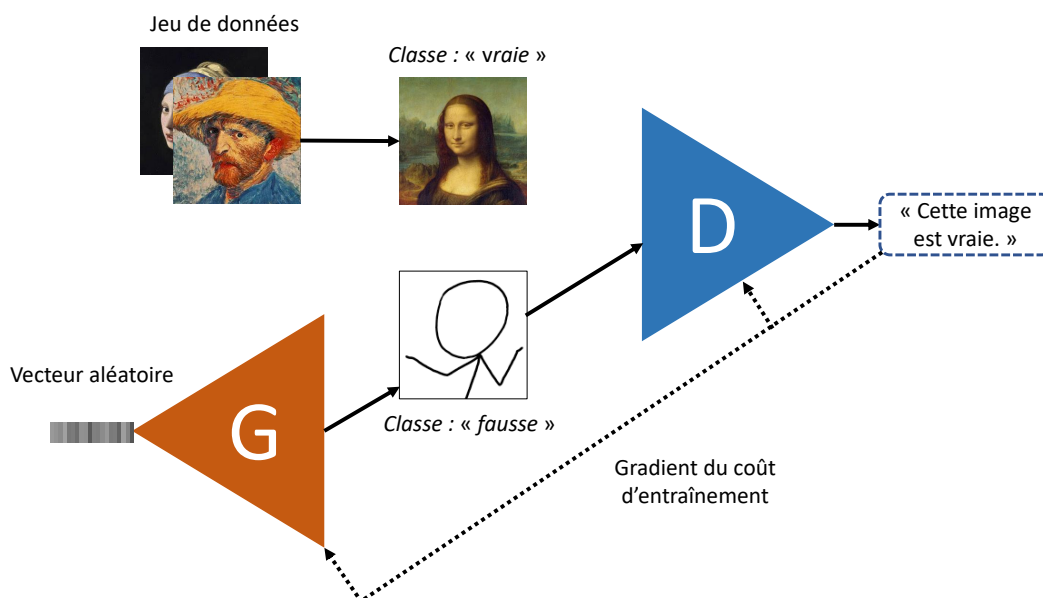 Jeu de données
Classe : « vraie »
D
« Cette image
est vraie. »
Vecteur aléatoire
G
Classe : « fausse »
Gradient du coût
d’entraînement